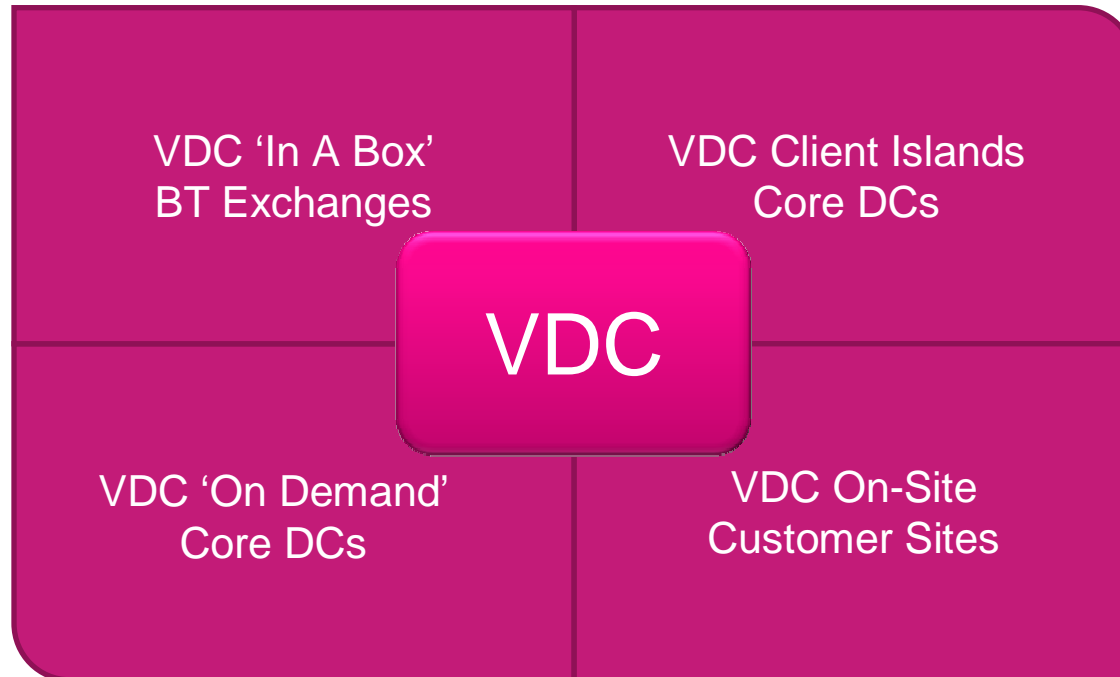 VDC ‘In A Box’
BT Exchanges
VDC Client Islands
Core DCs
VDC
VDC ‘On Demand’
Core DCs
VDC On-Site
Customer Sites